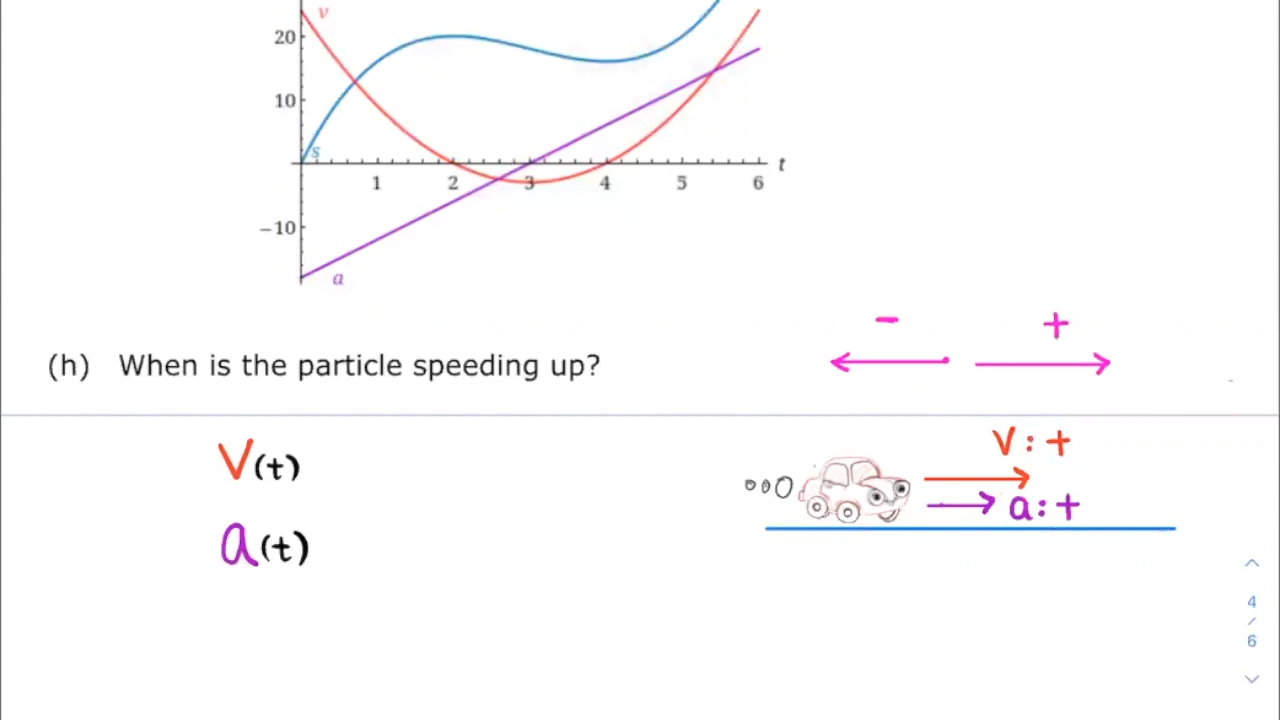 v
20
10
s
t
1 2 3 4 5 6
−10
a
- +
(h) When is the particle speeding up?
V(t)
V: +
a: +
a(t)
4
/
6